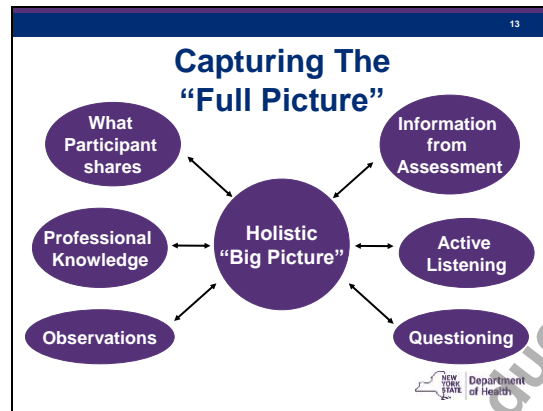 13
Capturing The
“Full Picture”
What
Participant
shares
Information
from
Assessment
Professional
Knowledge
Holistic
“Big Picture”
Active
Listening
Observations
Questioning
NEW
YORK
STATE
Department
of Health